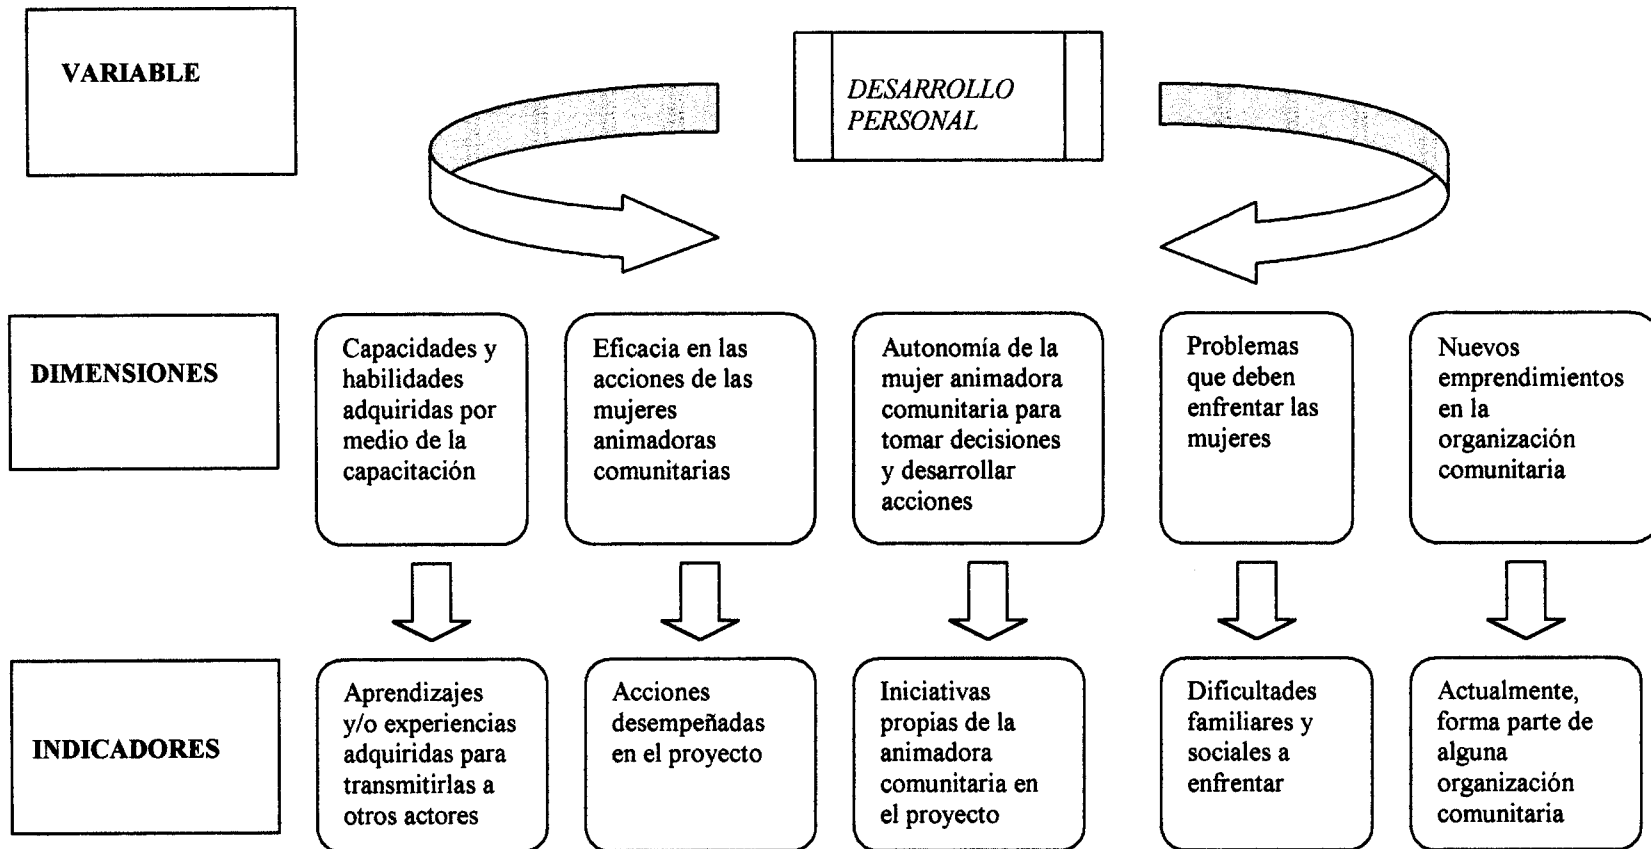 VARIABLE
DESARROLLO
PERSONAL
DIMENSIONES
Capacidades y
habilidades
adquiridas por
medio de la
capacitación
Eficacia en las
acciones de las
mujeres
animadoras
comunitarias
Autonomía de la
mujer animadora
comunitaria para
tomar decisiones
y desarrollar
acciones
Problemas
que deben
enfrentar las
mujeres
Nuevos
emprendimientos
en la
organización
comunitaria
INDICADORES
Aprendizajes
y/o experiencias
adquiridas para
transmitirlas a
otros actores
Acciones
desempeñadas
en el proyecto
Iniciativas
propias de la
animadora
comunitaria en
el proyecto
Dificultades
familiares y
sociales a
enfrentar
Actualmente,
forma parte de
alguna
organización
comunitaria